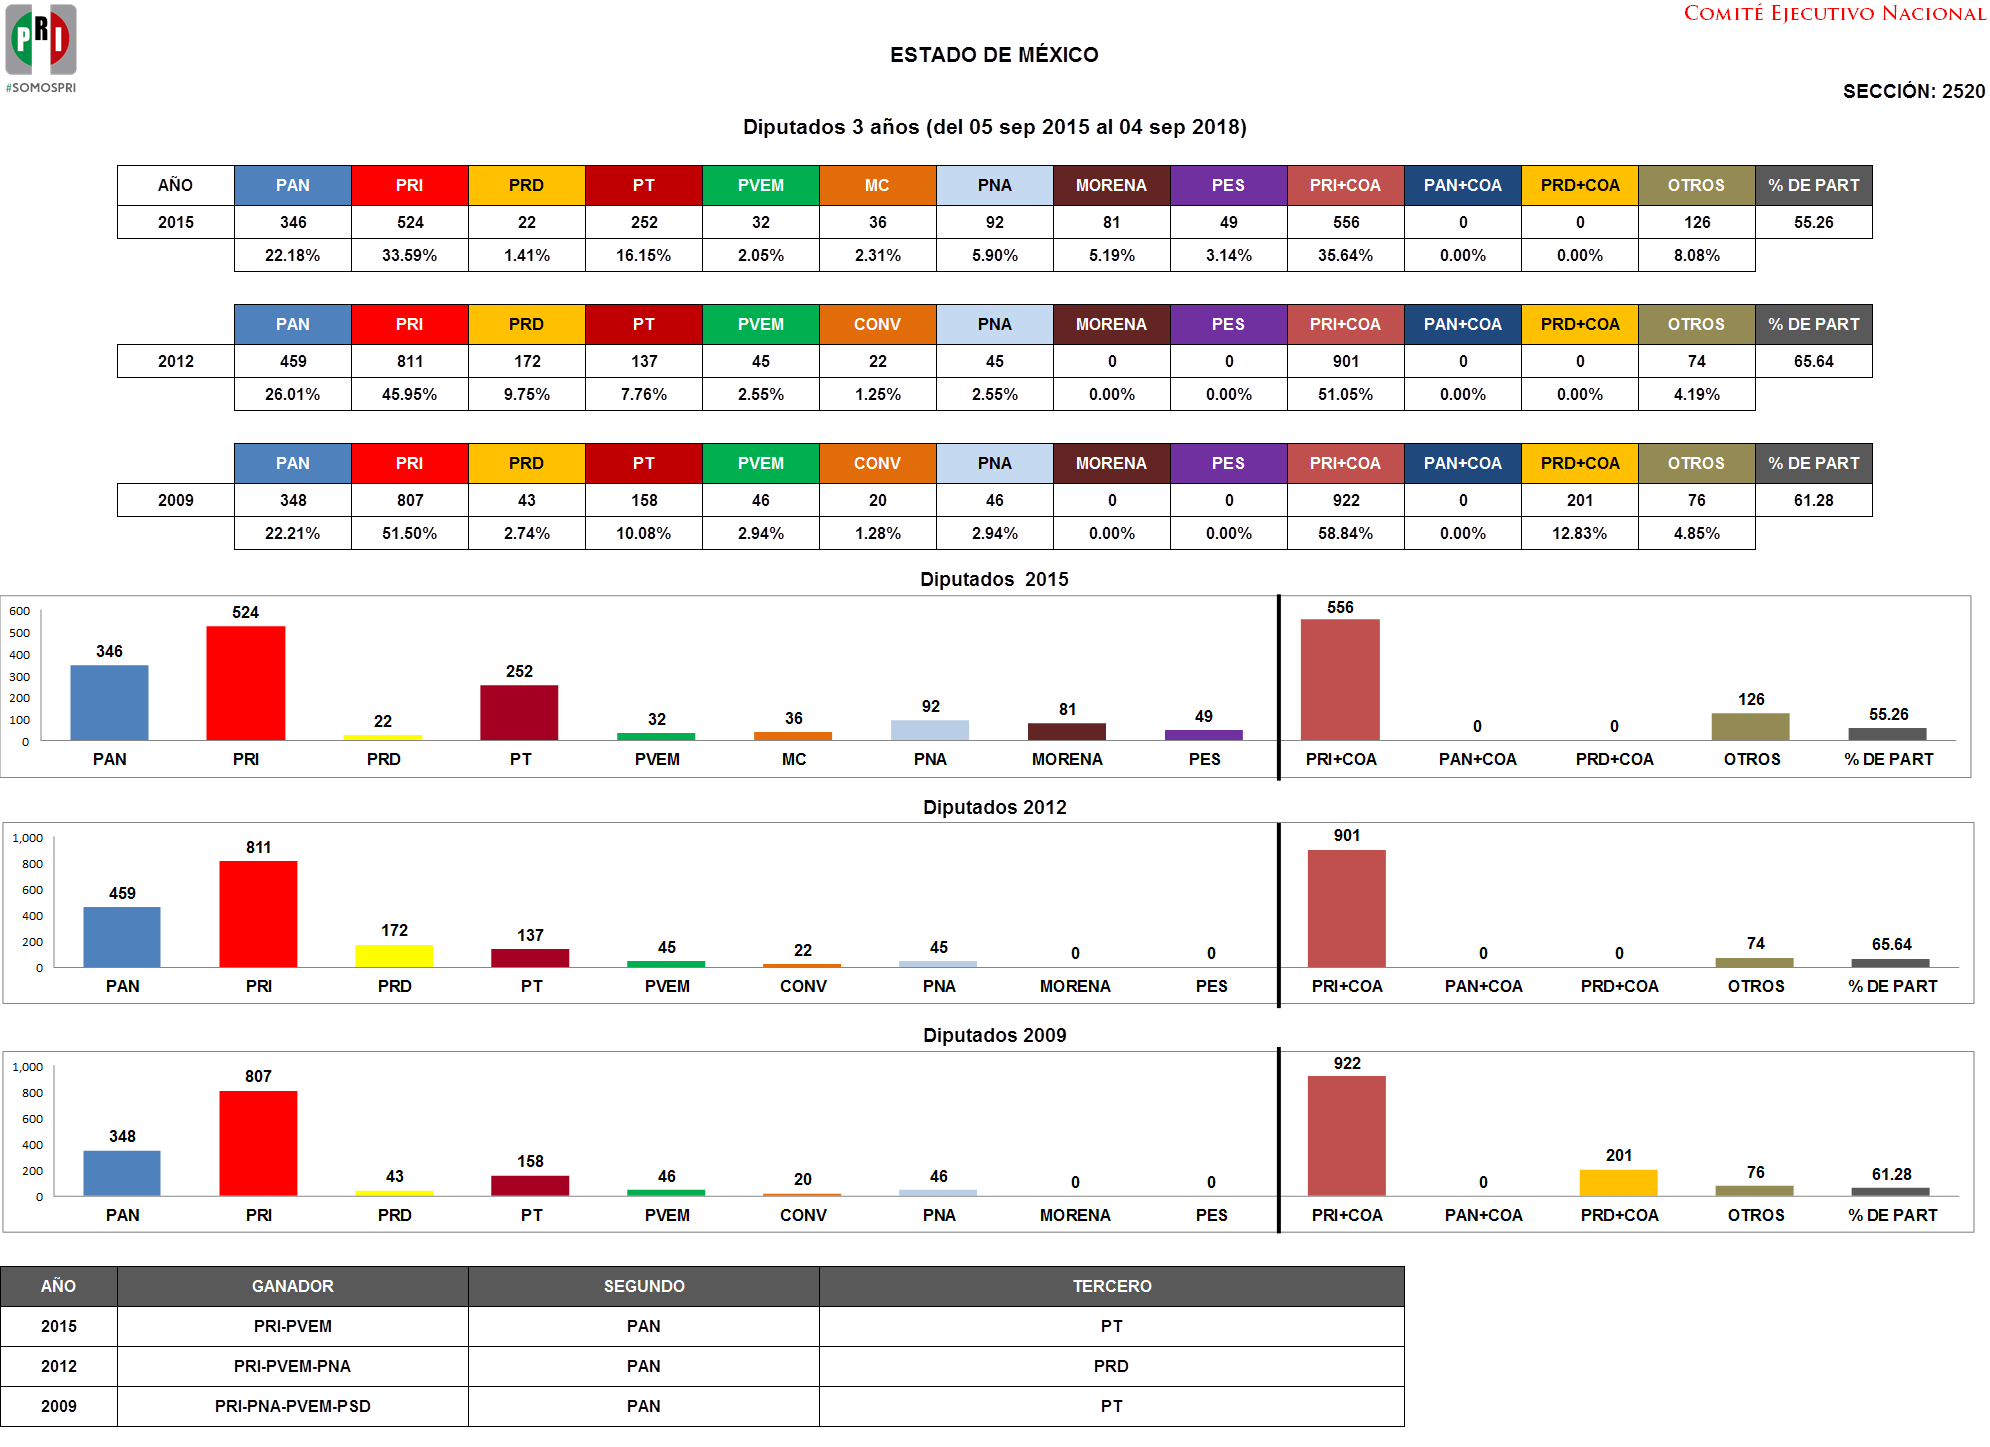 PRI
#SOMOSPRI
COMITÉ EJECUTIVO NACIONAL
ESTADO DE MÉXICO
SECCIÓN: 2520
Diputados 3 años (del 05 sep 2015 al 04 sep 2018)
AÑO PAN PRI PRD PT PVEM MC PNA MORENA PES PRI+COA PAN+COA PRD+COA OTROS % DE PART
2015 346 524 22 252 32 36 92 81 49 556 0 0 126 55.26
22.18% 33.59% 1.41% 16.15% 2.05% 2.31% 5.90% 5.19% 3.14% 35.64% 0.00% 0.00% 8.08%
PAN PRI PRD PT PVEM CONV PNA MORENA PES PRI+COA PAN+COA PRD+COA OTROS % DE PART
2012 459 811 172 137 45 22 45 0 0 901 0 0 74 65.64
26.01% 45.95% 9.75% 7.76% 2.55% 1.25% 2.55% 0.00% 0.00% 51.05% 0.00% 0.00% 4.19%
PAN PRI PRD PT PVEM CONV PNA MORENA PES PRI+COA PAN+COA PRD+COA OTROS % DE PART
2009 348 807 43 158 46 20 46 0 0 922 0 201 76 61.28
22.21% 51.50% 2.74% 10.08% 2.94% 1.28% 2.94% 0.00% 0.00% 58.84% 0.00% 12.83% 4.85%
Diputados 2015
600
500
400
300
200
100
0
346 524 22 252 32 36 92 81 49 556 0 0 126 55.26
PAN PRI PRD PT PVEM MC PNA MORENA PES PRI+COA PAN+COA PRD+COA OTROS % DE PART
Diputados 2012
1,000
800
600
400
200
0
459 811 172 137 45 22 45 0 0 901 0 0 74 65.64
PAN PRI PRD PT PVEM CONV PNA MORENA PES PRI+COA PAN+COA PRD+COA OTROS % DE PART
Diputados 2009
1,000
800
600
400
200
0
348 807 43 158 46 20 46 0 0 922 0 201 76 61.28
PAN PRI PRD PT PVEM CONV PNA MORENA PES PRI+COA PAN+COA PRD+COA OTROS % DE PART
AÑO GANADOR SEGUNDO TERCERO
2015 PRI-PVEM PAN PT
2012 PRI-PVEM-PNA PAN PRD
2009 PRI-PNA-PVEM-PSD PAN PT